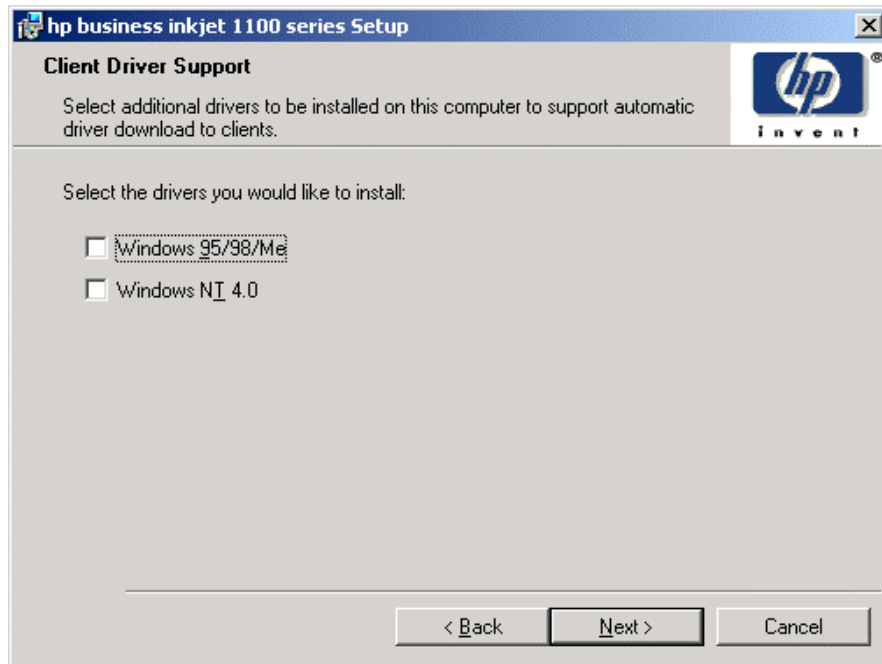 hp business inkjet 1100 series Setup
Client Driver Support
Select additional drivers to be installed on this computer to support automatic
driver download to clients.
hp
®
invent
Select the drivers you would like to install:
Windows 95/98/Me
Windows NT 4.0
< Back
Next >
Cancel